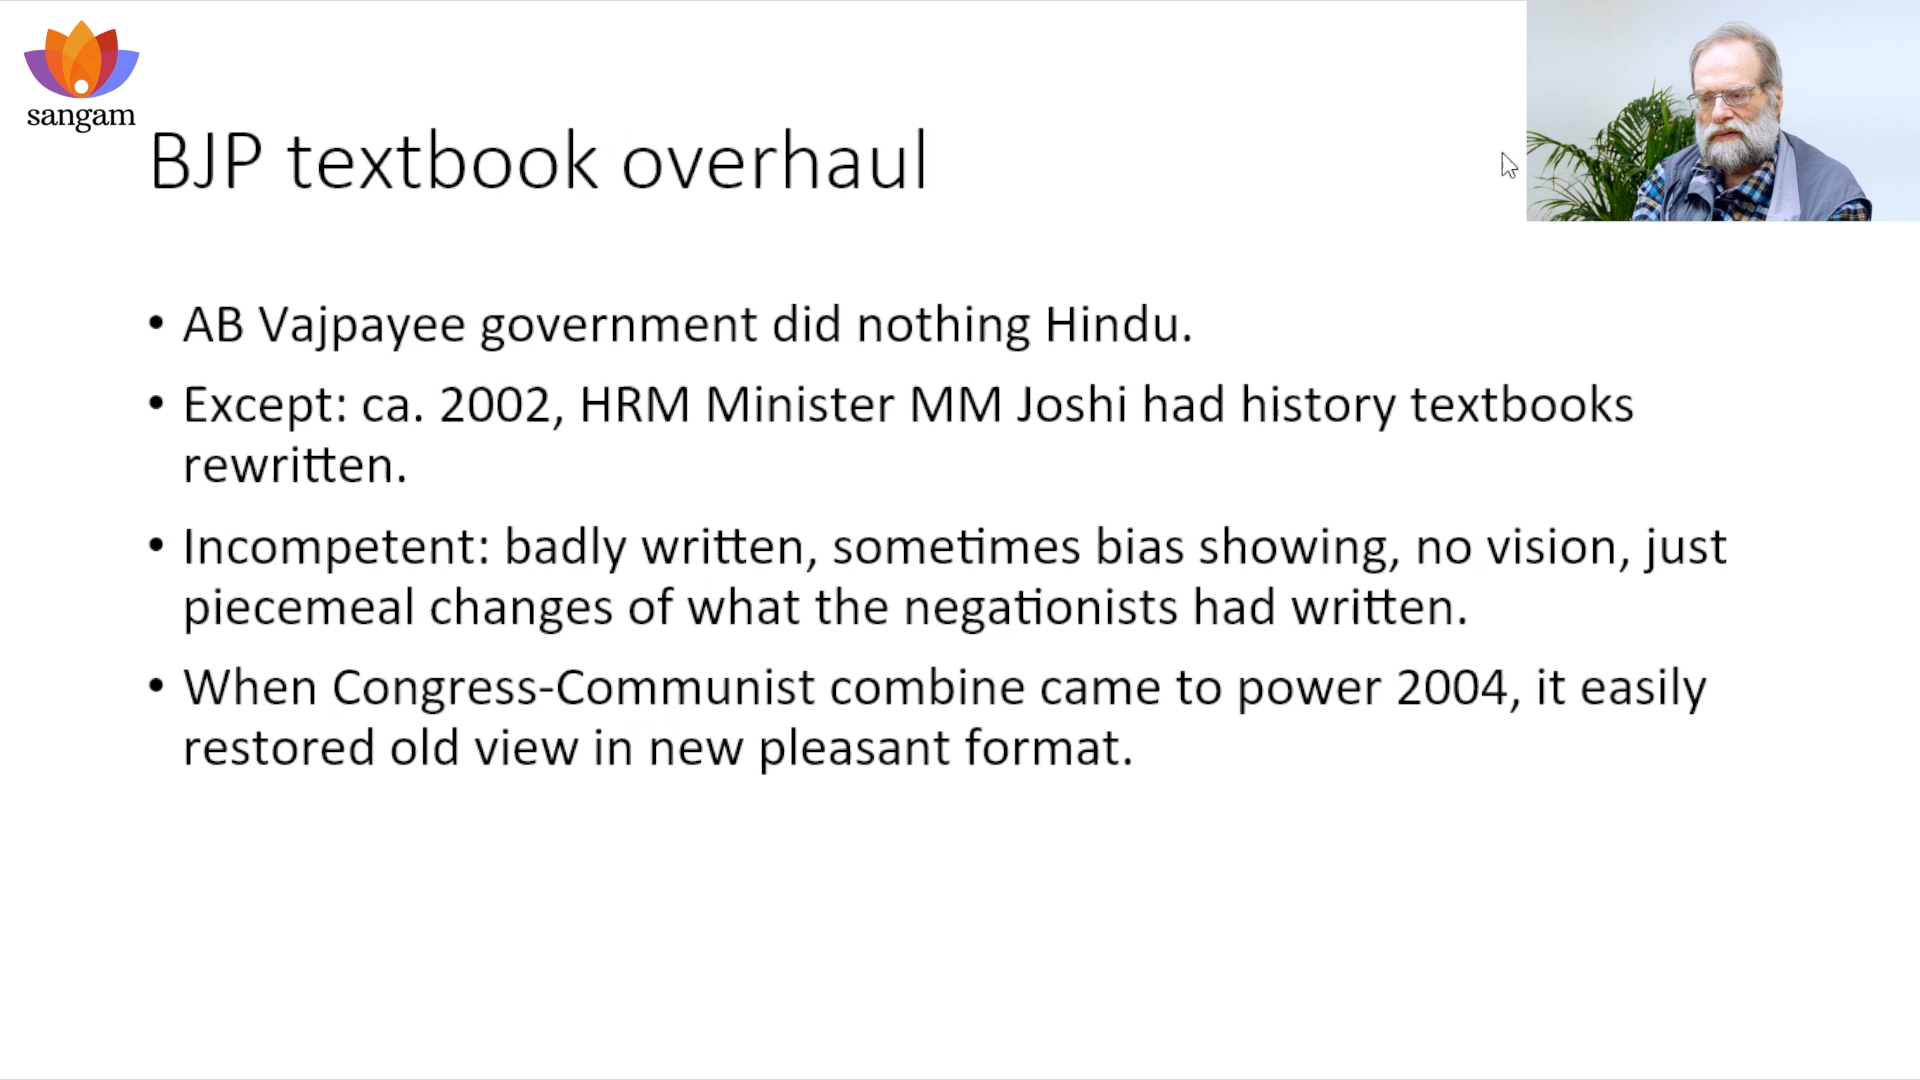 sangam
BJP textbook overhaul
• AB Vajpayee government did nothing Hindu.
• Except: ca. 2002, HRM Minister MM Joshi had history textbooks
rewritten.
• Incompetent: badly written, sometimes bias showing, no vision, just
piecemeal changes of what the negationists had written.
• When Congress-Communist combine came to power 2004, it easily
restored old view in new pleasant format.